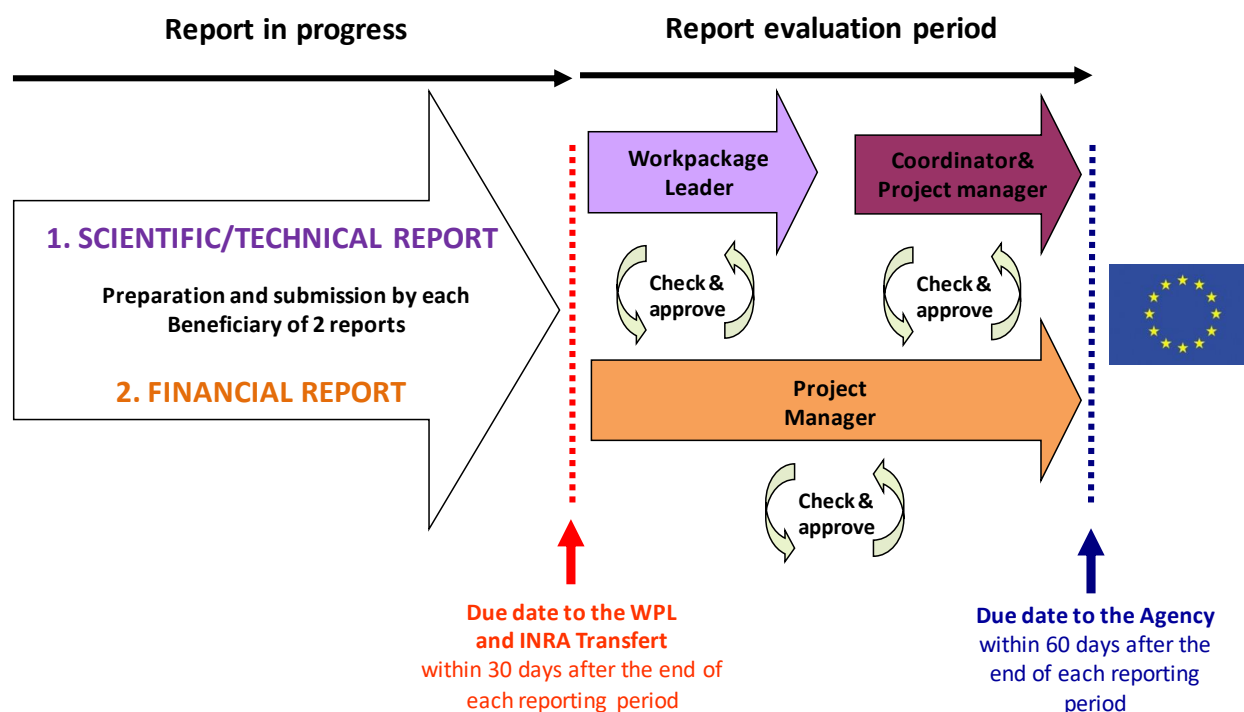 Report in progress
Report evaluation period
1. SCIENTIFIC/TECHNICAL REPORT
Preparation and submission by each
Beneficiary of 2 reports
2. FINANCIAL REPORT
Workpackage
Leader
Coordinator&
Project manager
Check &
approve
Check &
approve
Project
Manager
Check &
approve
Due date to the WPL
and INRA Transfert
within 30 days after the end of
each reporting period
Due date to the Agency
within 60 days after the
end of each reporting
period